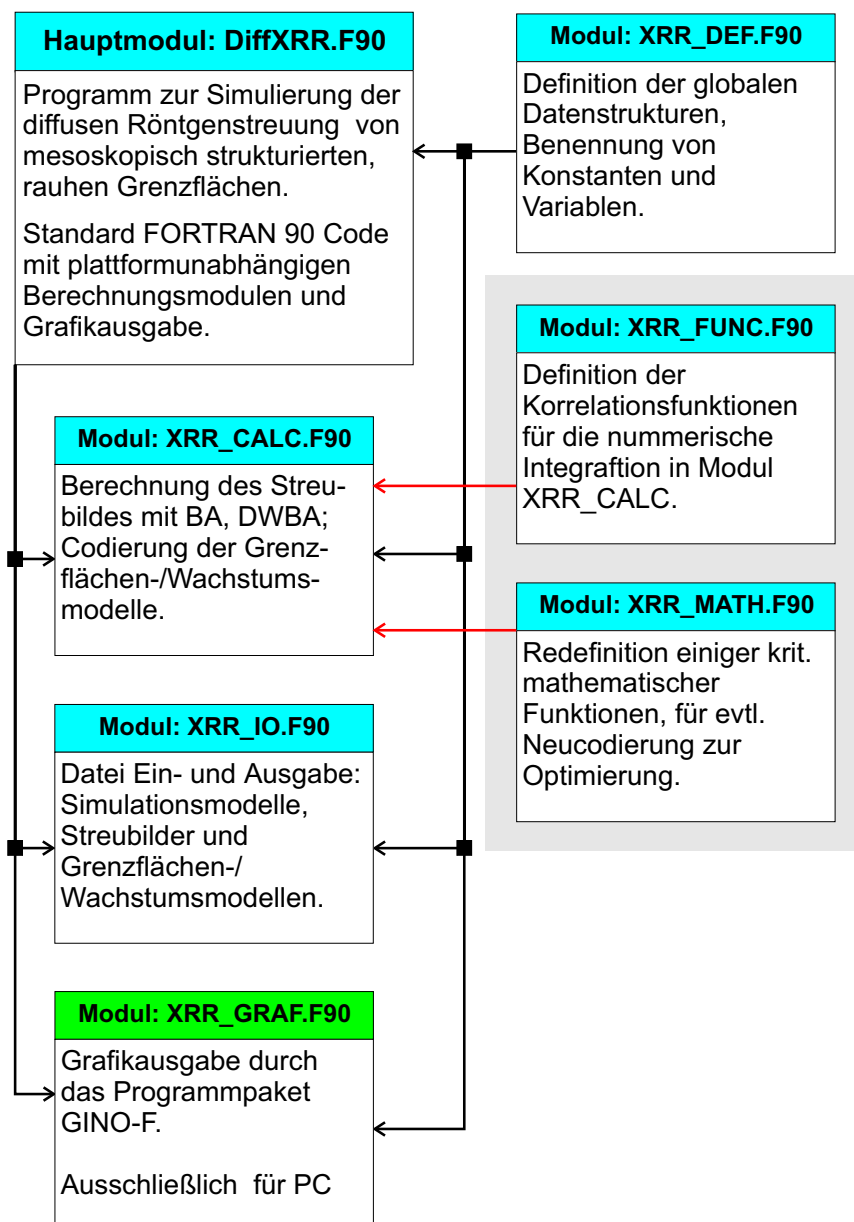 Hauptmodul: DiffXRR.F90
Programm zur Simulierung der
diffusen Röntgenstreuung von
mesoskopisch strukturierten,
rauhen Grenzflächen.
Standard FORTRAN 90 Code
mit plattformunabhängigen
Berechnungsmodulen und
Grafikausgabe.
Modul: XRR_DEF.F90
Definition der globalen
Datenstrukturen,
Benennung von
Konstanten und
Variablen.
Modul: XRR_FUNC.F90
Definition der
Korrelationsfunktionen
für die nummerische
Integraftion in Modul
XRR_CALC.
Modul: XRR_CALC.F90
Berechnung des Streu-
bildes mit BA, DWBA;
Codierung der Grenz-
flächen-/Wachstums-
modelle.
Modul: XRR_MATH.F90
Redefinition einiger krit.
mathematischer
Funktionen, für evtl.
Neucodierung zur
Optimierung.
Modul: XRR_IO.F90
Datei Ein- und Ausgabe:
Simulationsmodelle,
Streubilder und
Grenzflächen-/
Wachstumsmodellen.
Modul: XRR_GRAF.F90
Grafikausgabe durch
das Programmpaket
GINO-F.
Ausschließlich für PC